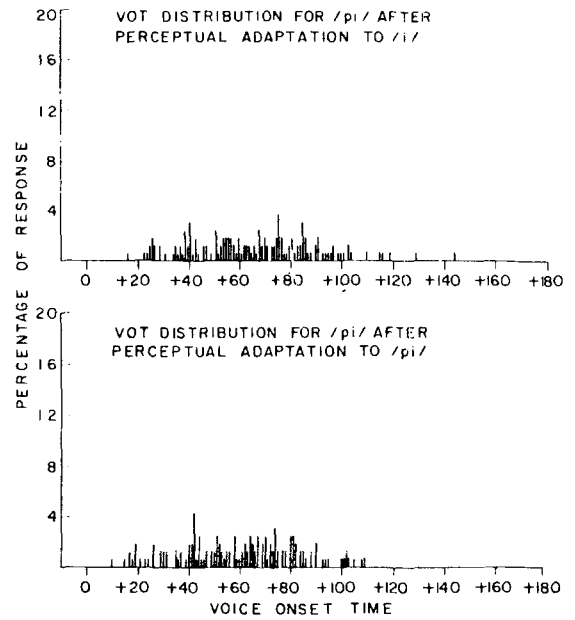 20
VOT DISTRIBUTION FOR /pi/ AFTER
PERCEPTUAL ADAPTATION TO /i/
16
12
8
4
0 +20 +40 +60 +80 +100 +120 +140 +160 +180
PERCENTAGE OF RESPONSE
20
VOT DISTRIBUTION FOR /pi/ AFTER
PERCEPTUAL ADAPTATION TO /pi/
16
12
8
4
0 +20 +40 +60 +80 +100 +120 +140 +160 +180
VOICE ONSET TIME